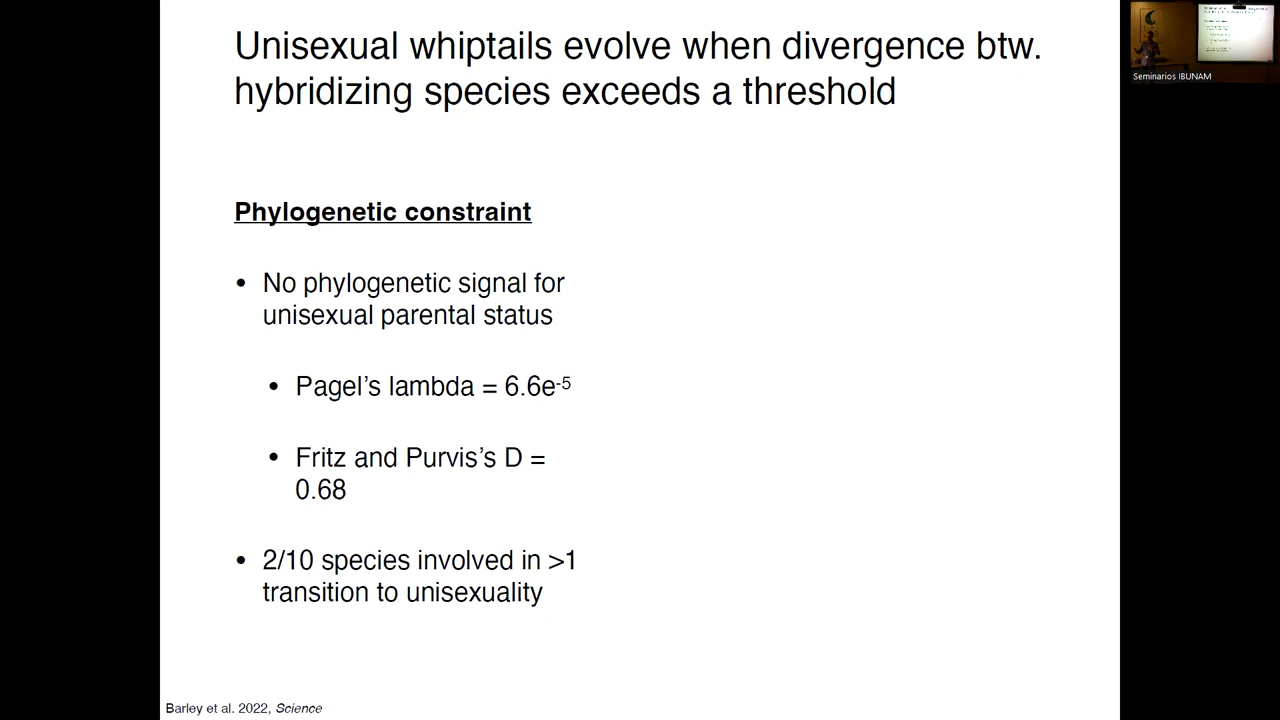 Unisexual whiptails evolve when divergence btw.
hybridizing species exceeds a threshold
Phylogenetic constraint
• No phylogenetic signal for
unisexual parental status
• Pagel’s lambda = 6.6e-5
• Fritz and Purvis’s D =
0.68
• 2/10 species involved in >1
transition to unisexuality
Barley et al. 2022, Science
Seminarios IBUNAM